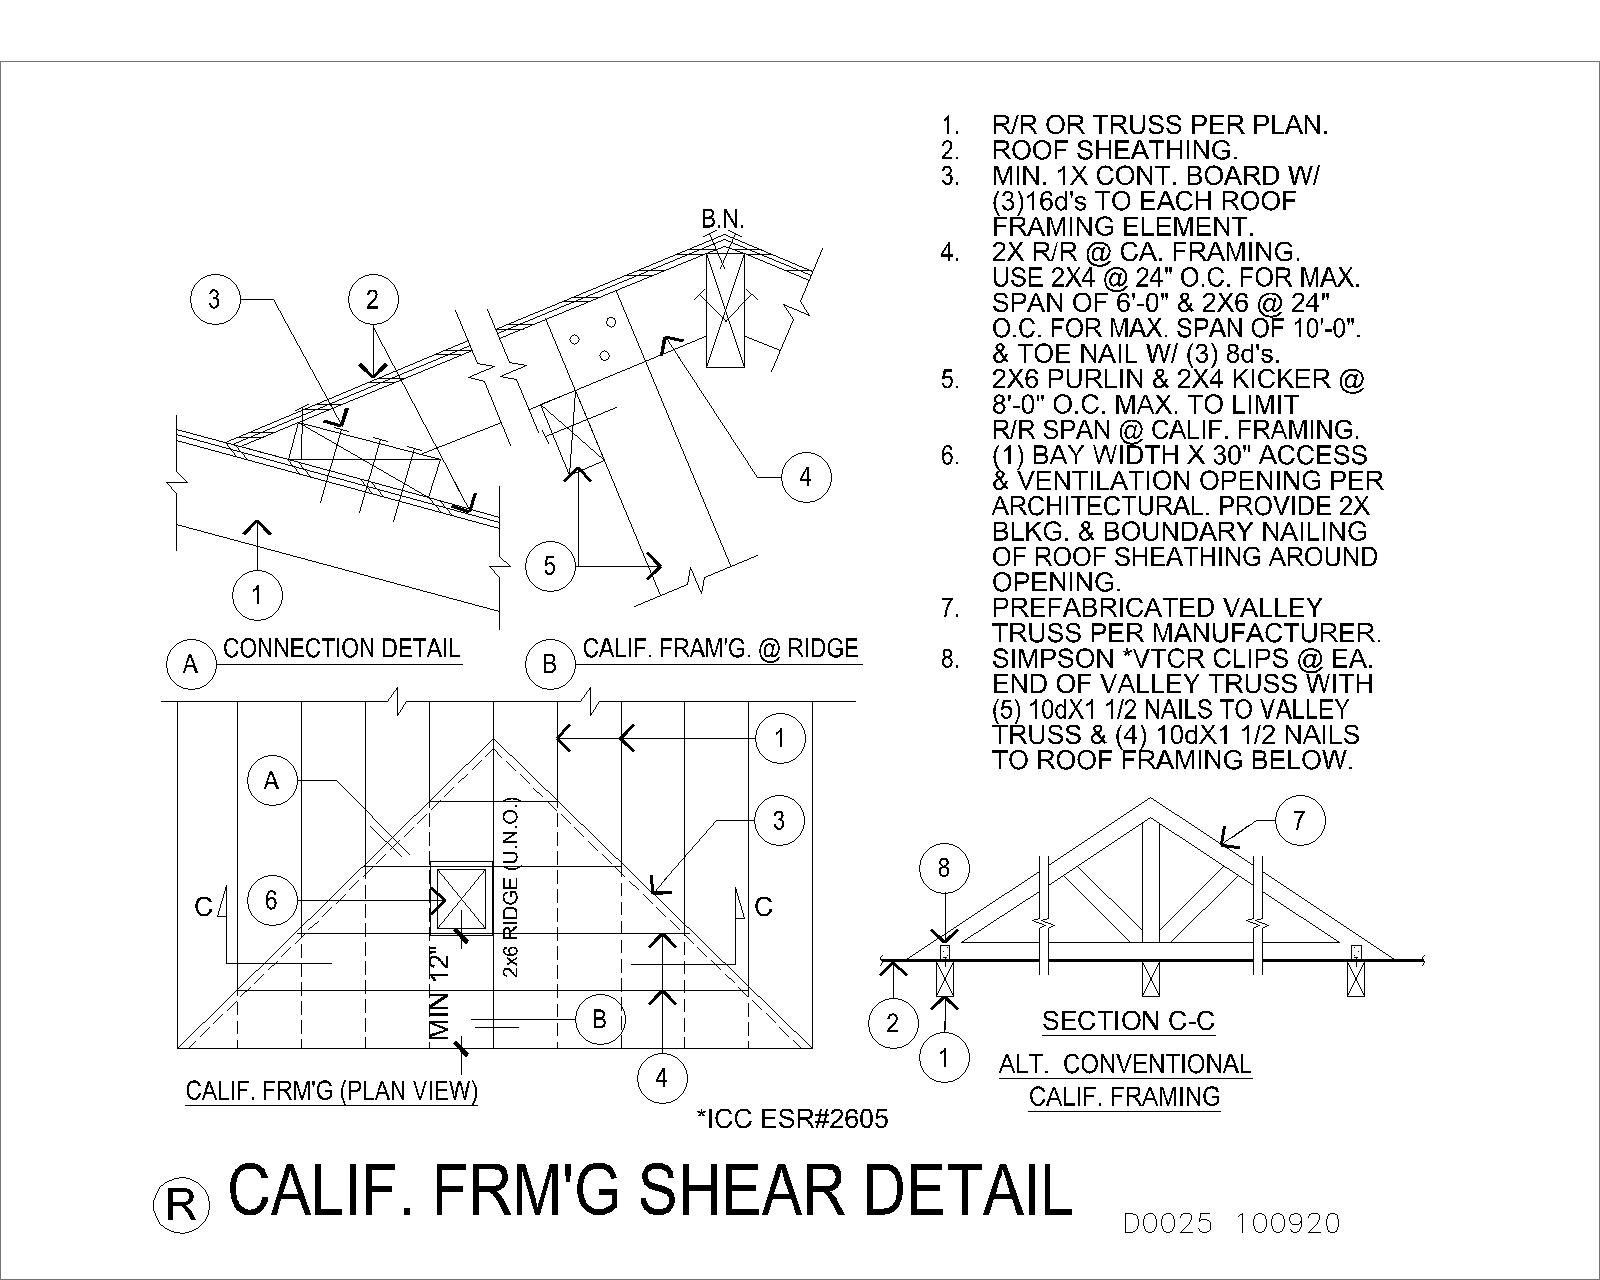 1. R/R OR TRUSS PER PLAN.
2. ROOF SHEATHING.
3. MIN. 1X CONT. BOARD W/
(3)16d's TO EACH ROOF
FRAMING ELEMENT.
4. 2X R/R @ CA. FRAMING.
USE 2X4 @ 24" O.C. FOR MAX.
SPAN OF 6'-0" & 2X6 @ 24"
O.C. FOR MAX. SPAN OF 10'-0".
& TOE NAIL W/ (3) 8d's.
5. 2X6 PURLIN & 2X4 KICKER @
8'-0" O.C. MAX. TO LIMIT
R/R SPAN @ CALIF. FRAMING.
6. (1) BAY WIDTH X 30" ACCESS
& VENTILATION OPENING PER
ARCHITECTURAL. PROVIDE 2X
BLKG. & BOUNDARY NAILING
OF ROOF SHEATHING AROUND
OPENING.
7. PREFABRICATED VALLEY
TRUSS PER MANUFACTURER.
8. SIMPSON *VTCR CLIPS @ EA.
END OF VALLEY TRUSS WITH
(5) 10dX1 1/2 NAILS TO VALLEY
TRUSS & (4) 10dX1 1/2 NAILS
TO ROOF FRAMING BELOW.
B.N.
3
2
4
5
1
A CONNECTION DETAIL
B CALIF. FRAM'G. @ RIDGE
1
A
3
2x6 RIDGE (U.N.O.)
C
6
C
MIN 12"
B
4
CALIF. FRM'G (PLAN VIEW)
7
8
2
1
SECTION C-C
ALT. CONVENTIONAL
CALIF. FRAMING
*ICC ESR#2605
R CALIF. FRM'G SHEAR DETAIL
D0025 100920